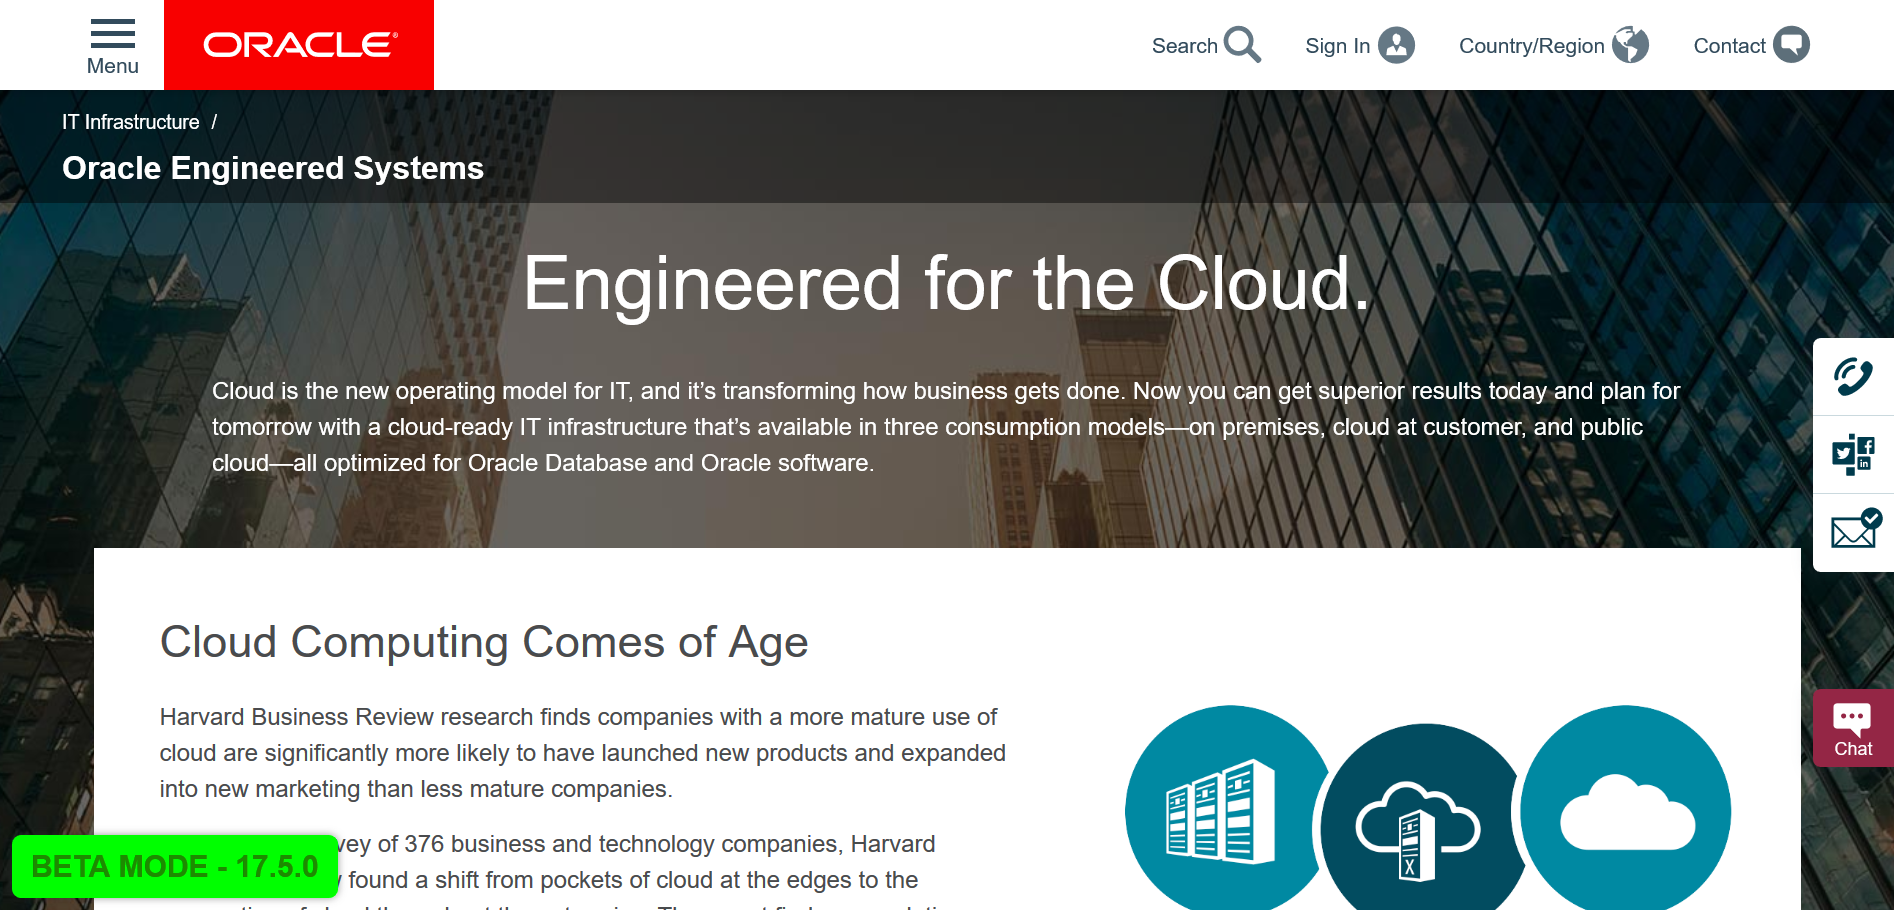 Menu
ORACLE®
Search
Sign In
Country/Region
Contact
IT Infrastructure /
Oracle Engineered Systems
Engineered for the Cloud.
Cloud is the new operating model for IT, and it’s transforming how business gets done. Now you can get superior results today and plan for
tomorrow with a cloud-ready IT infrastructure that’s available in three consumption models—on premises, cloud at customer, and public
cloud—all optimized for Oracle Database and Oracle software.
Cloud Computing Comes of Age
Harvard Business Review research finds companies with a more mature use of
cloud are significantly more likely to have launched new products and expanded
into new marketing than less mature companies.
vey of 376 business and technology companies, Harvard
found a shift from pockets of cloud at the edges to the
BETA MODE - 17.5.0
X
in
Chat